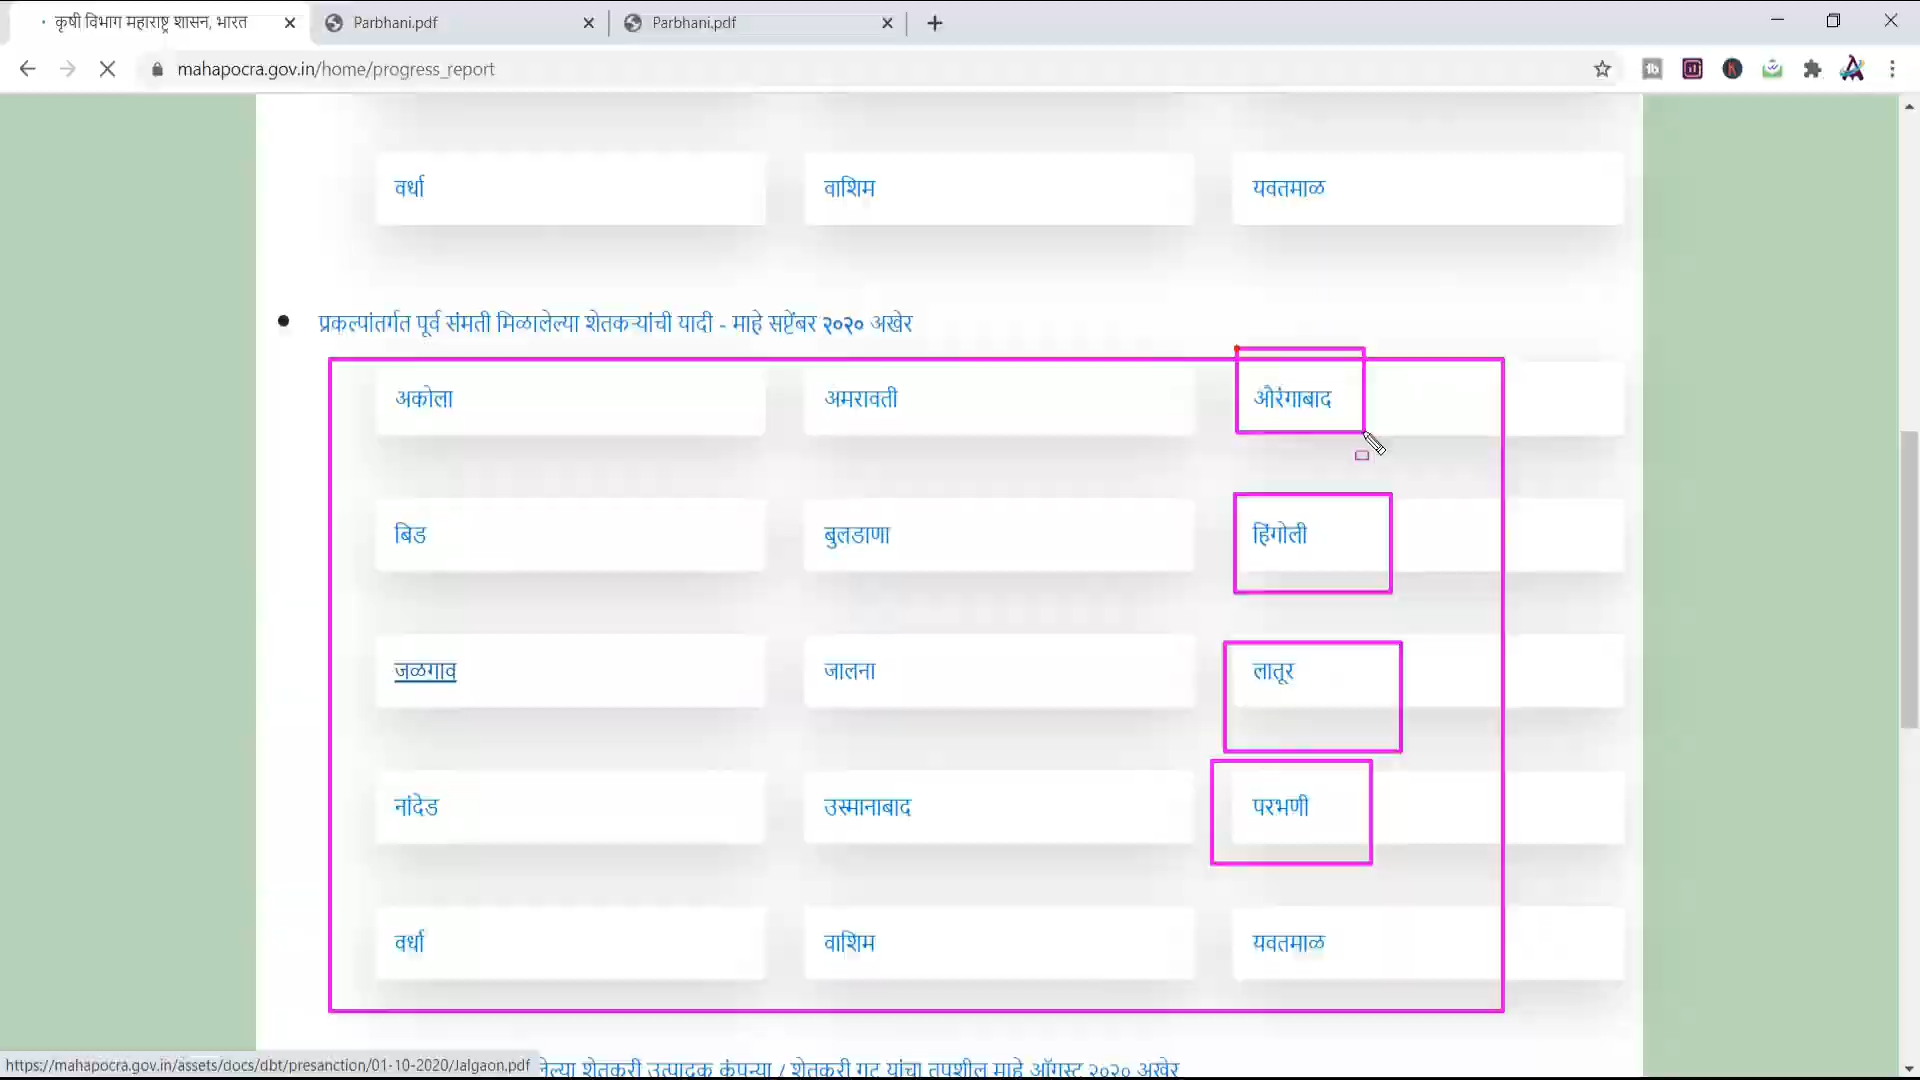 कृषी विभाग महाराष्ट्र शासन, भारत
Parbhani.pdf
Parbhani.pdf
mahapocra.gov.in/home/progress_report
वर्धा
वाशिम
यवतमाळ
प्रकल्पांतर्गत पूर्व संमती मिळालेल्या शेतकऱ्यांची यादी - माहे सप्टेंबर २०२० अखेर
अकोला
अमरावती
औरंगाबाद
बिड
बुलडाणा
हिंगोली
जळगाव
जालना
लातूर
नांदेड
उस्मानाबाद
परभणी
वर्धा
वाशिम
यवतमाळ
https://mahapocra.gov.in/assets/docs/dbt/presanction/01-10-2020/Jalgaon.pdf
शेतकरी उत्पादक कंपन्या / शेतकरी गट यांचा तपशील माहे ऑगस्ट २०२० अखेर